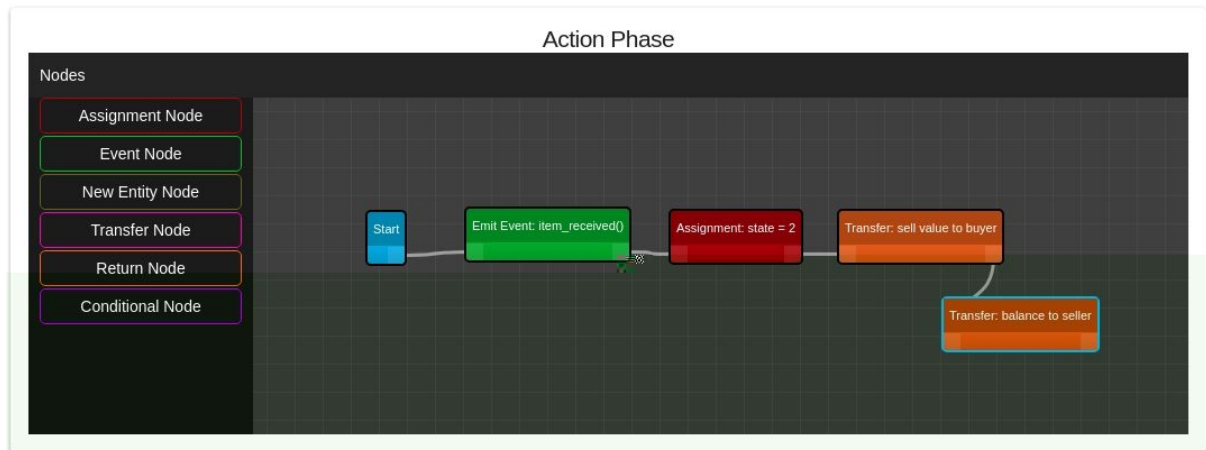 Action Phase
Nodes
Assignment Node
Event Node
New Entity Node
Transfer Node
Return Node
Conditional Node
Start
Emit Event: item_received()
Assignment: state = 2
Transfer: sell value to buyer
Transfer: balance to seller